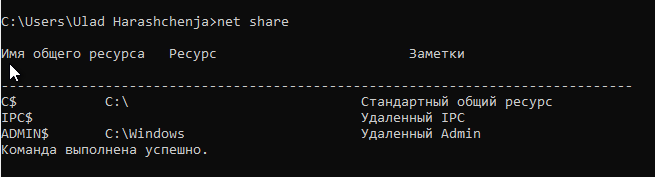 C:\Users\Ulad Harashchenja>net share
Имя общего ресурса   Ресурс                        Заметки
-------------------------------------------------------------------------------
C$           C:\                             Стандартный общий ресурс
IPC$                                         Удаленный IPC
ADMIN$       C:\Windows                      Удаленный Admin
Команда выполнена успешно.